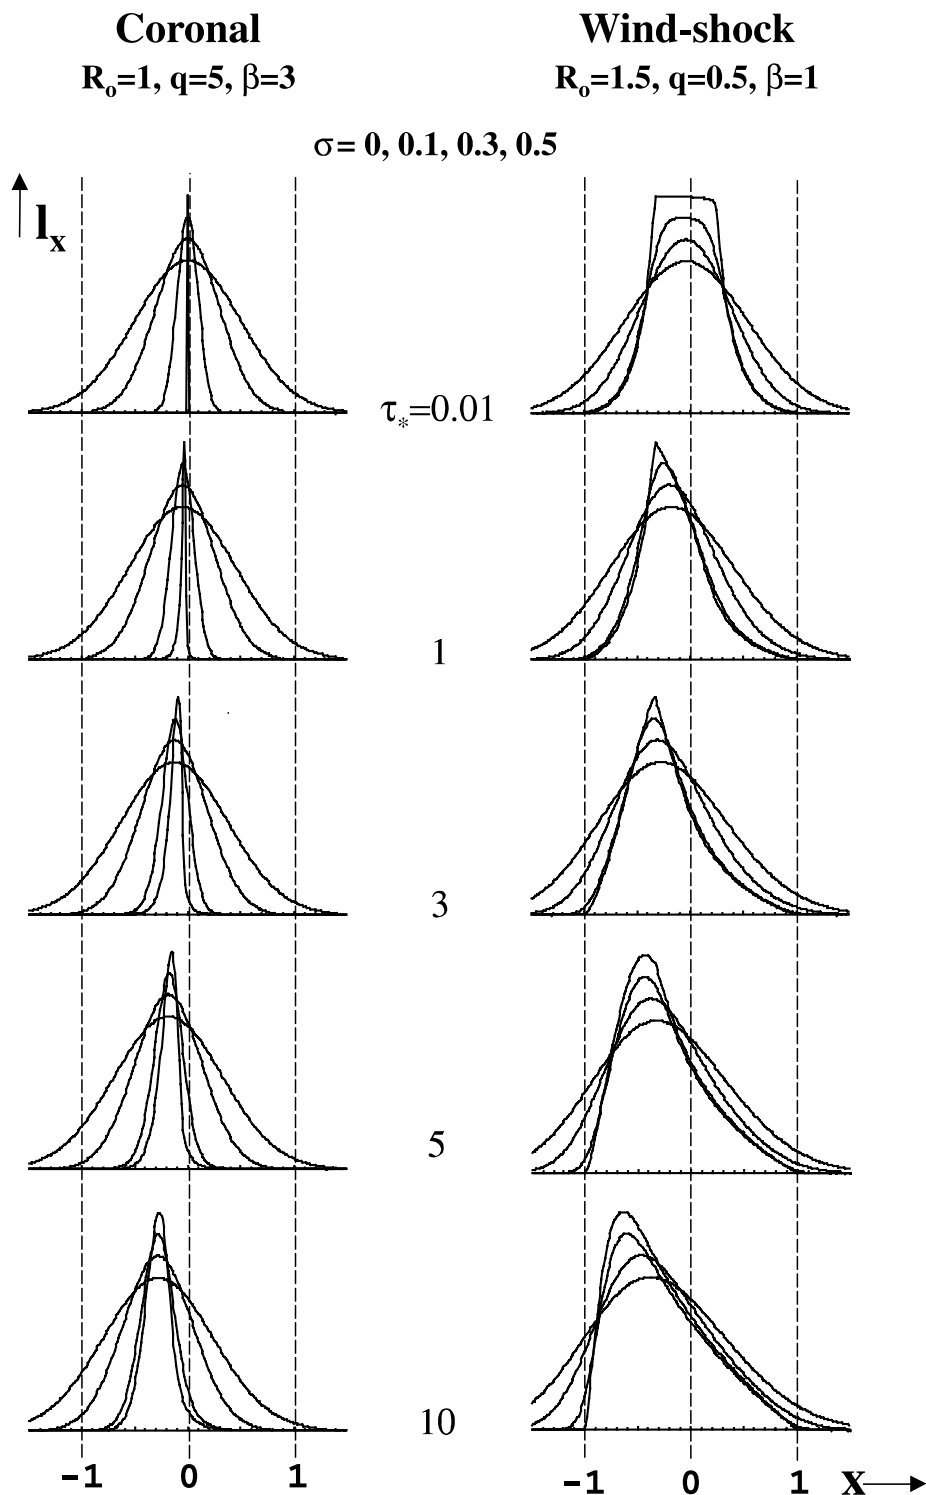 Coronal Wind-shock
Rₒ=1, q=5, β=3 Rₒ=1.5, q=0.5, β=1
σ= 0, 0.1, 0.3, 0.5
lₓ
τ*=0.01
1
3
5
10
-1 0 1 -1 0 1 x